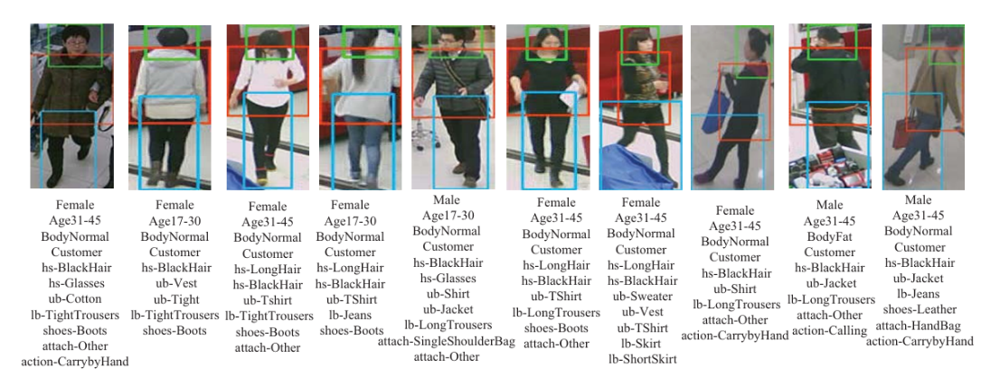 Female
Age31-45
BodyNormal
Customer
hs-BlackHair
hs-Glasses
ub-Cotton
lb-TightTrousers
shoes-Boots
attach-Other
action-CarrybyHand
Female
Age17-30
BodyNormal
Customer
hs-BlackHair
ub-Vest
ub-Tight
lb-TightTrousers
shoes-Boots
Female
Age31-45
BodyNormal
Customer
hs-LongHair
hs-BlackHair
ub-Tshirt
lb-TightTrousers
shoes-Boots
attach-Other
Female
Age17-30
BodyNormal
Customer
hs-LongHair
hs-BlackHair
ub-TShirt
lb-Jeans
shoes-Boots
Male
Age17-30
BodyNormal
Customer
hs-BlackHair
hs-Glasses
ub-Shirt
ub-Jacket
lb-LongTrousers
attach-SingleShoulderBag
attach-Other
Female
Age31-45
BodyNormal
Customer
hs-LongHair
hs-BlackHair
ub-TShirt
lb-LongTrousers
shoes-Boots
attach-Other
Female
Age31-45
BodyNormal
Customer
hs-LongHair
hs-BlackHair
ub-Sweater
ub-Vest
ub-TShirt
lb-Skirt
lb-ShortSkirt
Female
Age31-45
BodyNormal
Customer
hs-BlackHair
ub-Shirt
lb-LongTrousers
attach-Other
action-CarrybyHand
Male
Age31-45
BodyFat
Customer
hs-BlackHair
ub-Jacket
lb-LongTrousers
attach-Other
action-Calling
Male
Age31-45
BodyNormal
Customer
hs-BlackHair
ub-Jacket
lb-Jeans
shoes-Leather
attach-HandBag
action-CarrybyHand